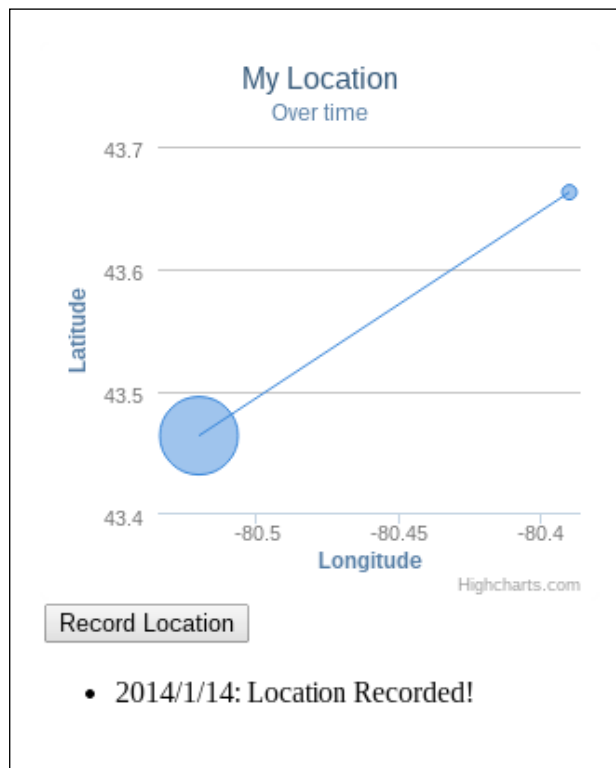 My Location
Over time
43.7
43.6
43.5
43.4
Latitude
-80.5 -80.45 -80.4
Longitude
Highcharts.com
Record Location
• 2014/1/14: Location Recorded!